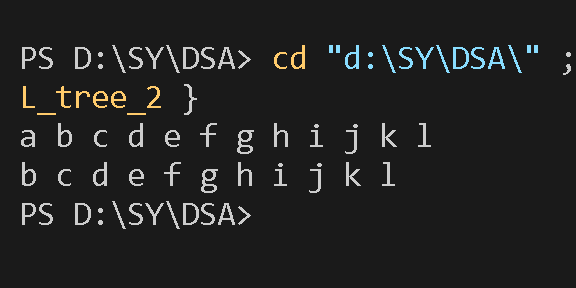 PS D:\SY\DSA> cd "d:\SY\DSA\" ;
L_tree_2 }
a b c d e f g h i j k l
b c d e f g h i j k l
PS D:\SY\DSA>